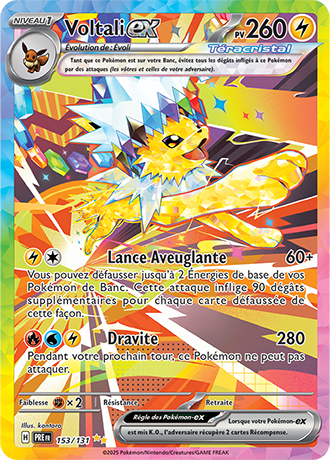 NIVEAU 1
Voltali ex
PV 260
Évolution de : Évoli
Téracristal
Tant que ce Pokémon est sur votre Banc, évitez tous les dégâts infligés à ce Pokémon
par des attaques (les vôtres et celles de votre adversaire).
Lance Aveuglante 60+
Vous pouvez défausser jusqu'à 2 Énergies de base de vos
Pokémon de Banc. Cette attaque inflige 90 dégâts
supplémentaires pour chaque carte défaussée de
cette façon.
Dravite 280
Pendant votre prochain tour, ce Pokémon ne peut pas
attaquer.
Faiblesse ×2 Résistance Retraite
Illus. kantaro
Règle des Pokémon-ex
Lorsque votre Pokémon-ex
est mis K.O., l'adversaire récupère 2 cartes Récompense.
H PRE FR 153/131
©2025 Pokémon/Nintendo/Creatures/GAME FREAK